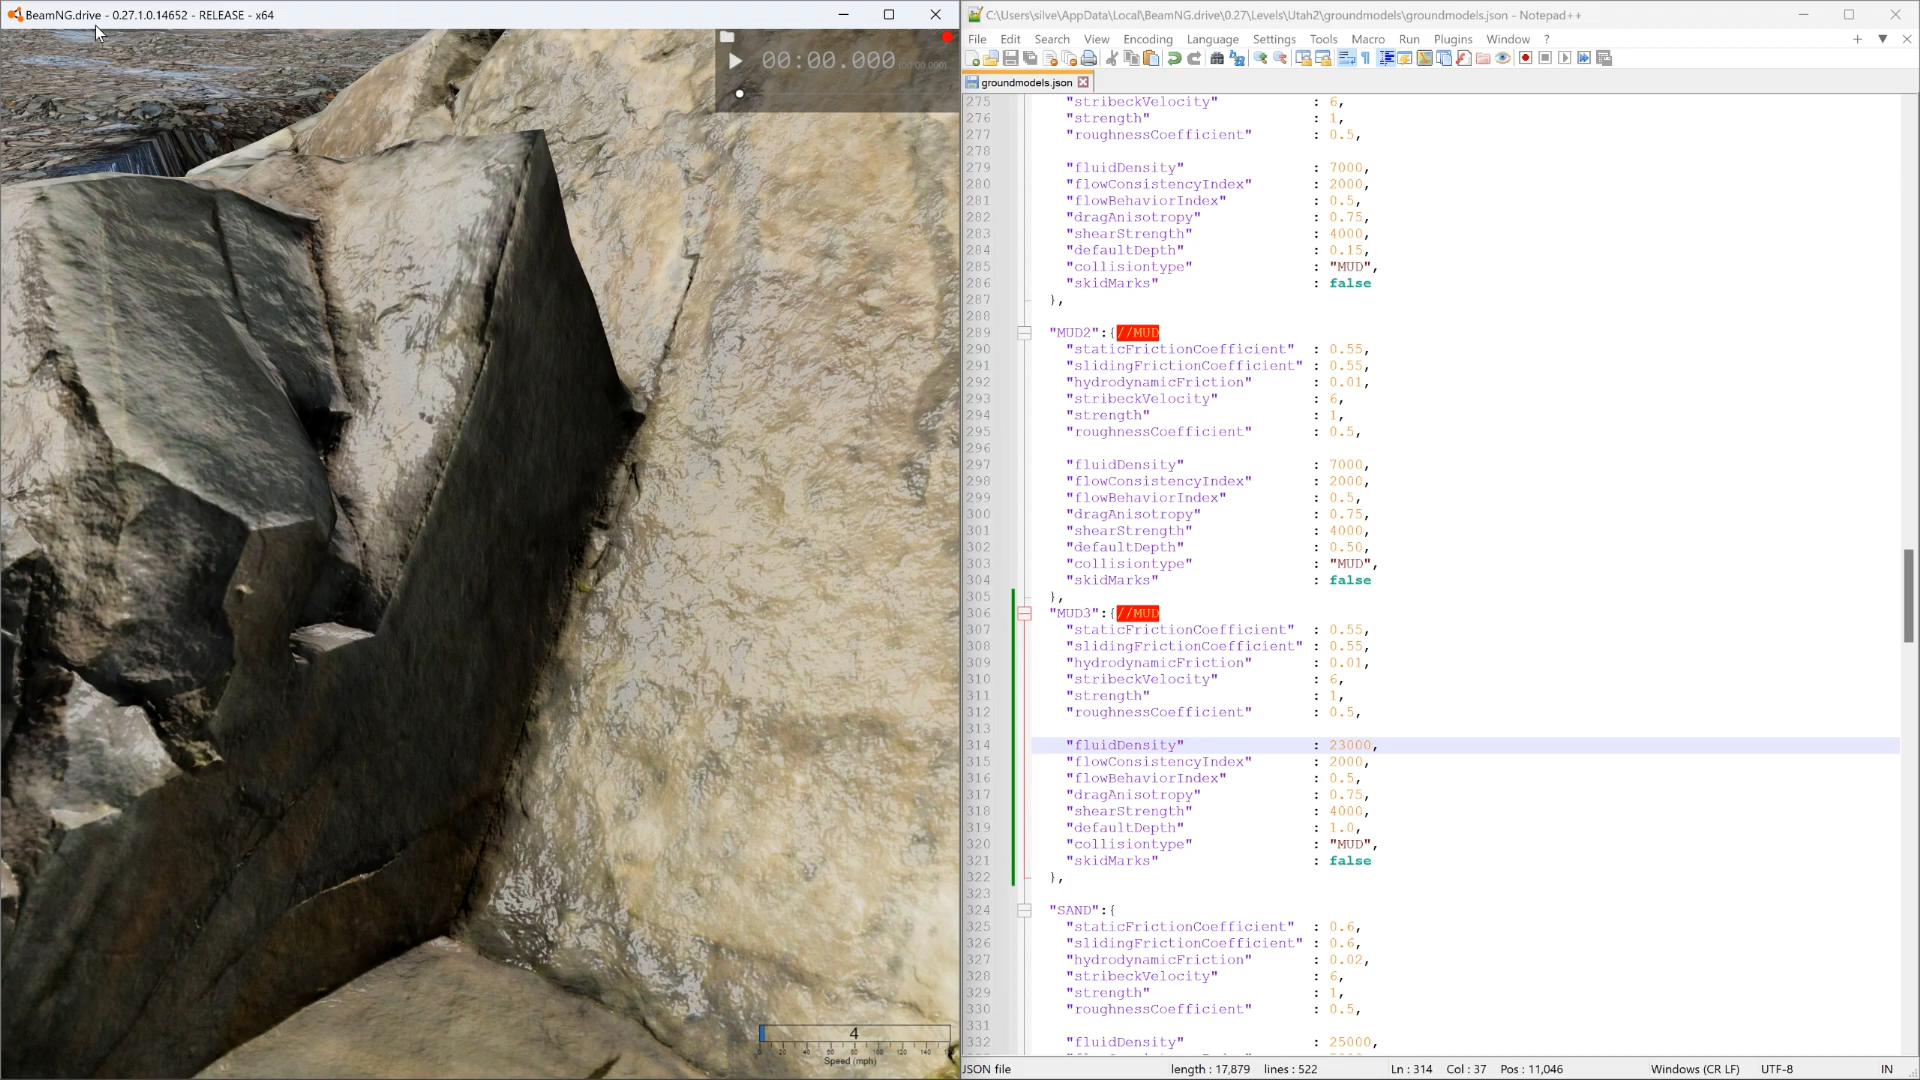 BeamNG.drive - 0.27.1.0.14652 - RELEASE - x64
00:00.000 (00:00.000)
4
0 20 40 60 80 100 120 140
Speed (mph)
C:\Users\silve\AppData\Local\BeamNG.drive\0.27\Levels\Utah2\groundmodels\groundmodels.json - Notepad++
File Edit Search View Encoding Language Settings Tools Macro Run Plugins Window ?
groundmodels.json
275 "stribeckVelocity" : 6,
276 "strength" : 1,
277 "roughnessCoefficient" : 0.5,
278
279 "fluidDensity" : 7000,
280 "flowConsistencyIndex" : 2000,
281 "flowBehaviorIndex" : 0.5,
282 "dragAnisotropy" : 0.75,
283 "shearStrength" : 4000,
284 "defaultDepth" : 0.15,
285 "collisiontype" : "MUD",
286 "skidMarks" : false
287 },
288
289 "MUD2":{//MUD
290 "staticFrictionCoefficient" : 0.55,
291 "slidingFrictionCoefficient" : 0.55,
292 "hydrodynamicFriction" : 0.01,
293 "stribeckVelocity" : 6,
294 "strength" : 1,
295 "roughnessCoefficient" : 0.5,
296
297 "fluidDensity" : 7000,
298 "flowConsistencyIndex" : 2000,
299 "flowBehaviorIndex" : 0.5,
300 "dragAnisotropy" : 0.75,
301 "shearStrength" : 4000,
302 "defaultDepth" : 0.50,
303 "collisiontype" : "MUD",
304 "skidMarks" : false
305 },
306 "MUD3":{//MUD
307 "staticFrictionCoefficient" : 0.55,
308 "slidingFrictionCoefficient" : 0.55,
309 "hydrodynamicFriction" : 0.01,
310 "stribeckVelocity" : 6,
311 "strength" : 1,
312 "roughnessCoefficient" : 0.5,
313
314 "fluidDensity" : 23000,
315 "flowConsistencyIndex" : 2000,
316 "flowBehaviorIndex" : 0.5,
317 "dragAnisotropy" : 0.75,
318 "shearStrength" : 4000,
319 "defaultDepth" : 1.0,
320 "collisiontype" : "MUD",
321 "skidMarks" : false
322 },
323
324 "SAND":{
325 "staticFrictionCoefficient" : 0.6,
326 "slidingFrictionCoefficient" : 0.6,
327 "hydrodynamicFriction" : 0.02,
328 "stribeckVelocity" : 6,
329 "strength" : 1,
330 "roughnessCoefficient" : 0.5,
331
332 "fluidDensity" : 25000,
JSON file length : 17,879 lines : 522 Ln : 314 Col : 37 Pos : 11,046 Windows (CR LF) UTF-8 IN